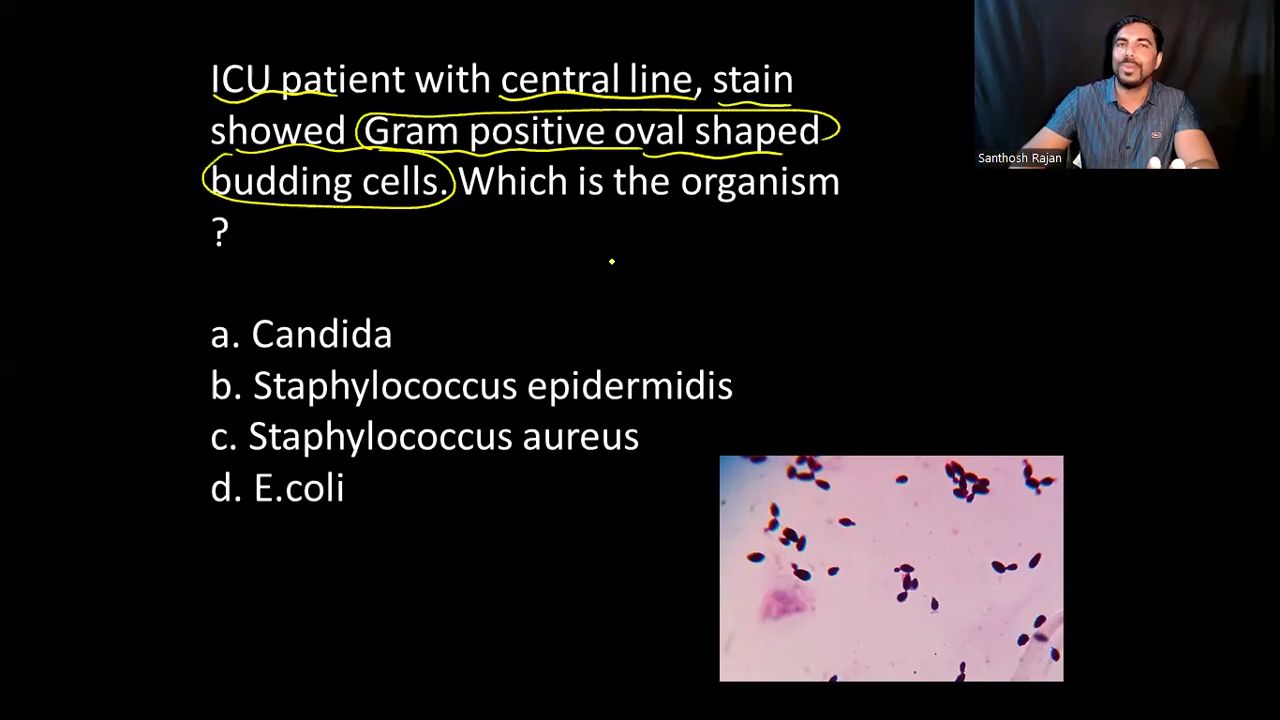 ICU patient with central line, stain
showed Gram positive oval shaped
budding cells. Which is the organism
?
a. Candida
b. Staphylococcus epidermidis
c. Staphylococcus aureus
d. E.coli
Santhosh Rajan